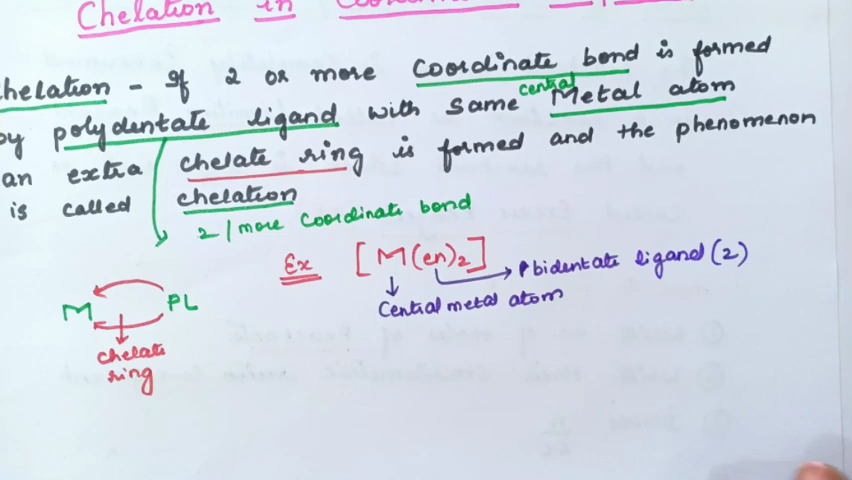 Chelation in
Chelation - If 2 or more Coordinate bond is formed
by polydentate ligand with same central Metal atom
an extra chelate ring is formed and the phenomenon
is called chelation
2/more Coordinate bond
Ex [M(en)2]
bidentate ligand (2)
Central metal atom
M PL
chelate
ring